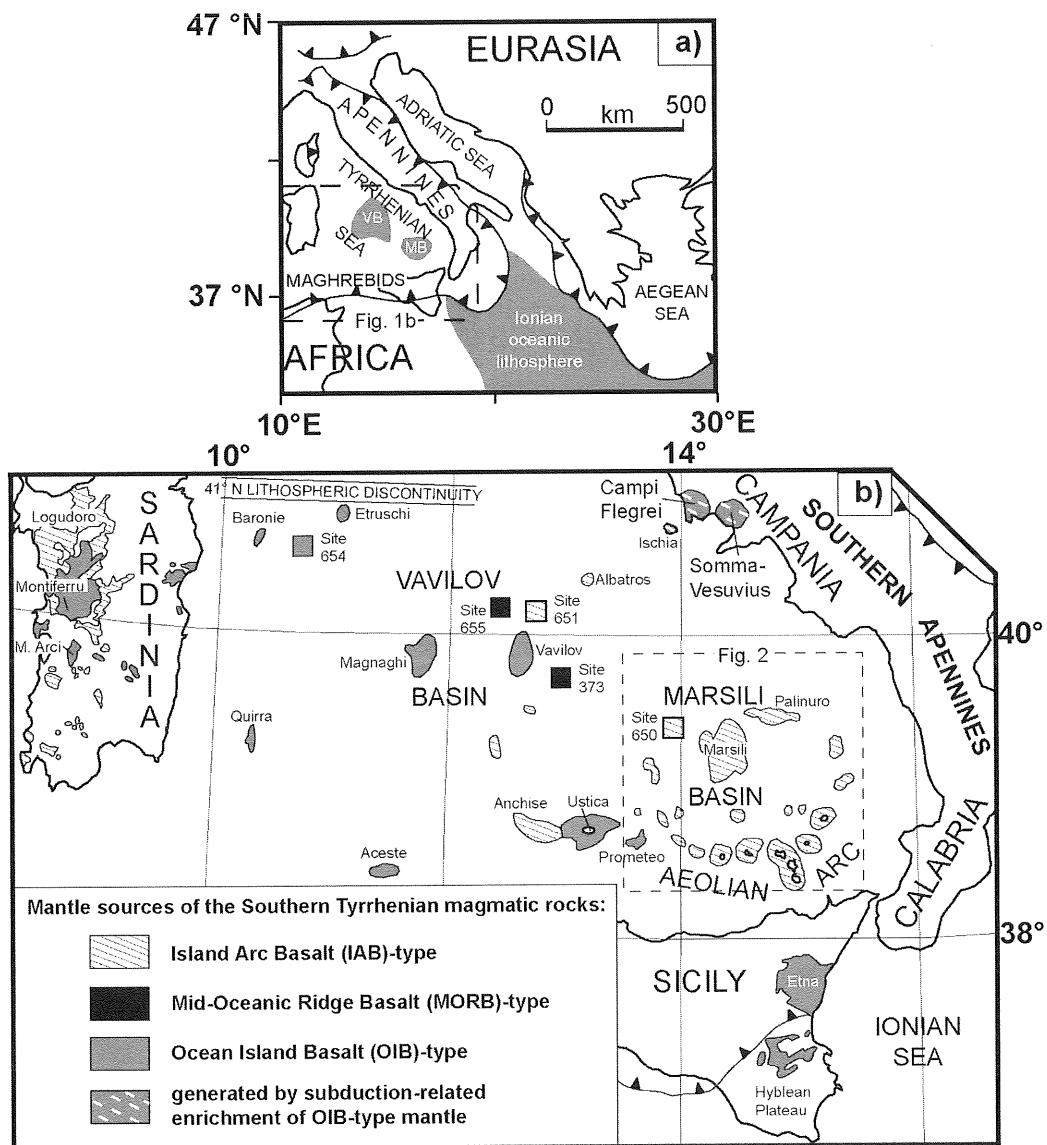 47 °N
EURASIA
a)
0 500
km
APENNINES
ADRIATIC SEA
TYRRHENIAN
SEA
VB
MB
MAGHREBIDS
37 °N
Fig. 1b
AFRICA
Ionian
oceanic
lithosphere
AEGEAN
SEA
10°E
30°E
10°
14°
b)
41° N LITHOSPHERIC DISCONTINUITY
SARDINIA
Logudoro
Montiferru
M. Arci
Baronie
Etruschi
Site
654
Campi
Flegrei
CAMPANIA
SOUTHERN
APENNINES
Ischia
Somma-
Vesuvius
VAVILOV
Albatros
Site
655
Site
651
40°
Magnaghi
Vavilov
BASIN
Site
373
Fig. 2
MARSILI
Palinuro
Site
650
Marsili
BASIN
Quirra
Anchise
Ustica
Prometeo
Aceste
AEOLIAN
ARC
CALABRIA
38°
SICILY
Etna
IONIAN
SEA
Hyblean
Plateau
Mantle sources of the Southern Tyrrhenian magmatic rocks:
Island Arc Basalt (IAB)-type
Mid-Oceanic Ridge Basalt (MORB)-type
Ocean Island Basalt (OIB)-type
generated by subduction-related
enrichment of OIB-type mantle